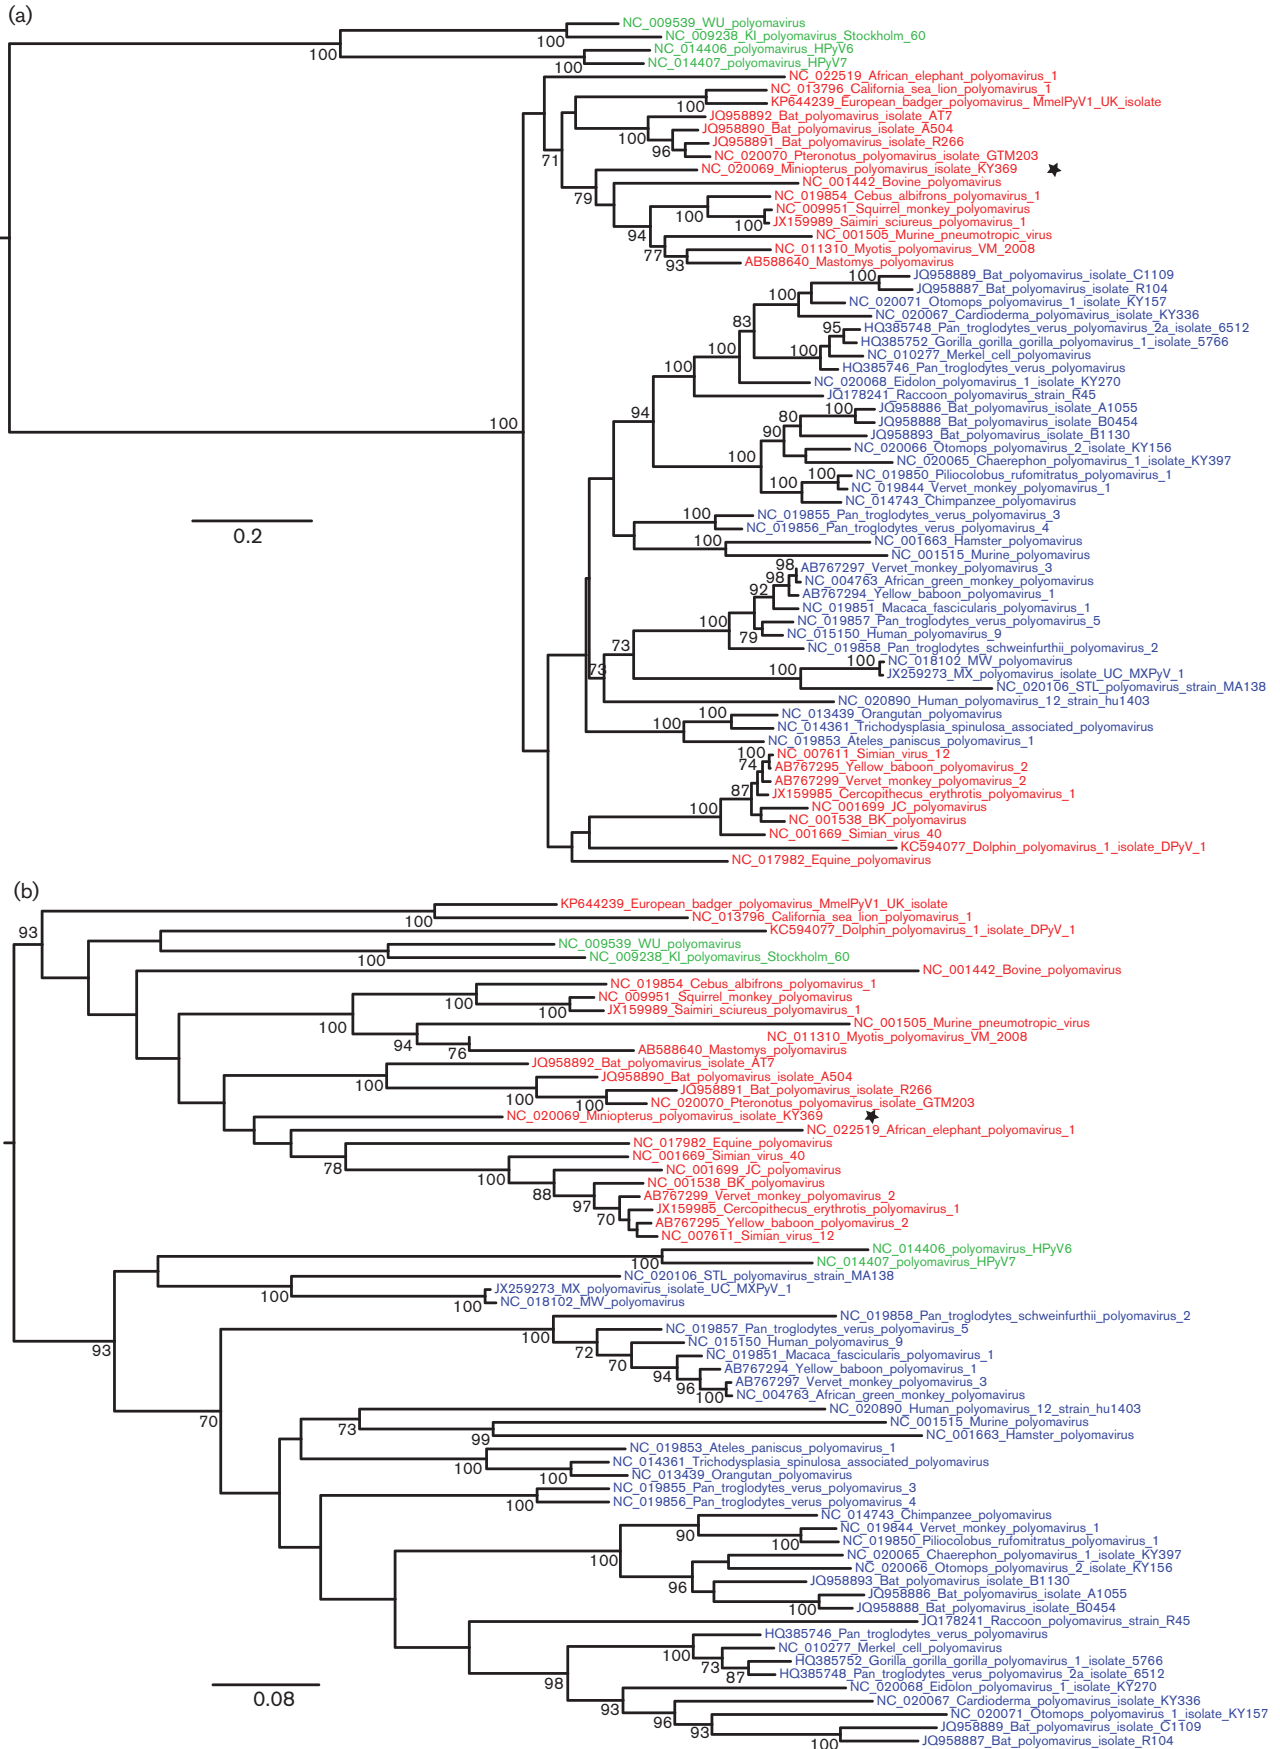 (a)
NC_009539_WU_polyomavirus
NC_009238_KI_polyomavirus_Stockholm_60
100
NC_014406_polyomavirus_HPyV6
100
NC_014407_polyomavirus_HPyV7
100
NC_022519_African_elephant_polyomavirus_1
NC_013796_California_sea_lion_polyomavirus_1
KP644239_European_badger_polyomavirus_MmelPyV1_UK_isolate
100
JQ958892_Bat_polyomavirus_isolate_AT7
JQ958890_Bat_polyomavirus_isolate_A504
100
JQ958891_Bat_polyomavirus_isolate_R266
96
NC_020070_Pteronotus_polyomavirus_isolate_GTM203
71
NC_020069_Miniopterus_polyomavirus_isolate_KY369
NC_001442_Bovine_polyomavirus
79
NC_019854_Cebus_albifrons_polyomavirus_1
NC_009951_Squirrel_monkey_polyomavirus
100
JX159989_Saimiri_sciureus_polyomavirus_1
100
94
NC_001505_Murine_pneumotropic_virus
NC_011310_Myotis_polyomavirus_VM_2008
77
AB588640_Mastomys_polyomavirus
93
JQ958889_Bat_polyomavirus_isolate_C1109
100
JQ958887_Bat_polyomavirus_isolate_R104
100
NC_020071_Otomops_polyomavirus_1_isolate_KY157
NC_020067_Cardioderma_polyomavirus_isolate_KY336
83
HQ385748_Pan_troglodytes_verus_polyomavirus_2a_isolate_6512
95
HQ385752_Gorilla_gorilla_gorilla_polyomavirus_1_isolate_5766
100
100
NC_010277_Merkel_cell_polyomavirus
100
HQ385746_Pan_troglodytes_verus_polyomavirus
NC_020068_Eidolon_polyomavirus_1_isolate_KY270
JQ178241_Raccoon_polyomavirus_strain_R45
94
JQ958886_Bat_polyomavirus_isolate_A1055
100
80
JQ958888_Bat_polyomavirus_isolate_B0454
90
JQ958893_Bat_polyomavirus_isolate_B1130
NC_020066_Otomops_polyomavirus_2_isolate_KY156
100
NC_020065_Chaerephon_polyomavirus_1_isolate_KY397
NC_019850_Piliocolobus_rufomitratus_polyomavirus_1
100
100
NC_019844_Vervet_monkey_polyomavirus_1
NC_014743_Chimpanzee_polyomavirus
100
NC_019855_Pan_troglodytes_verus_polyomavirus_3
100
NC_019856_Pan_troglodytes_verus_polyomavirus_4
0.2
NC_001663_Hamster_polyomavirus
100
NC_001515_Murine_polyomavirus
98
AB767297_Vervet_monkey_polyomavirus_3
98
NC_004763_African_green_monkey_polyomavirus
92
AB767294_Yellow_baboon_polyomavirus_1
NC_019851_Macaca_fascicularis_polyomavirus_1
100
NC_019857_Pan_troglodytes_verus_polyomavirus_5
79
NC_015150_Human_polyomavirus_9
73
NC_019858_Pan_troglodytes_schweinfurthii_polyomavirus_2
100
NC_018102_MW_polyomavirus
73
100
JX259273_MX_polyomavirus_isolate_UC_MXPyV_1
NC_020106_STL_polyomavirus_strain_MA138
NC_020890_Human_polyomavirus_12_strain_hu1403
100
NC_013439_Orangutan_polyomavirus
100
NC_014361_Trichodysplasia_spinulosa_associated_polyomavirus
NC_019853_Ateles_paniscus_polyomavirus_1
100
NC_007611_Simian_virus_12
74
AB767295_Yellow_baboon_polyomavirus_2
AB767299_Vervet_monkey_polyomavirus_2
87
JX159985_Cercopithecus_erythrotis_polyomavirus_1
100
NC_001699_JC_polyomavirus
NC_001538_BK_polyomavirus
NC_001669_Simian_virus_40
KC594077_Dolphin_polyomavirus_1_isolate_DPyV_1
NC_017982_Equine_polyomavirus
(b)
KP644239_European_badger_polyomavirus_MmelPyV1_UK_isolate
NC_013796_California_sea_lion_polyomavirus_1
100
93
KC594077_Dolphin_polyomavirus_1_isolate_DPyV_1
NC_009539_WU_polyomavirus
NC_009238_KI_polyomavirus_Stockholm_60
100
NC_001442_Bovine_polyomavirus
NC_019854_Cebus_albifrons_polyomavirus_1
NC_009951_Squirrel_monkey_polyomavirus
100
JX159989_Saimiri_sciureus_polyomavirus_1
100
100
NC_001505_Murine_pneumotropic_virus
NC_011310_Myotis_polyomavirus_VM_2008
94
AB588640_Mastomys_polyomavirus
76
JQ958892_Bat_polyomavirus_isolate_AT7
JQ958890_Bat_polyomavirus_isolate_A504
100
JQ958891_Bat_polyomavirus_isolate_R266
100
NC_020070_Pteronotus_polyomavirus_isolate_GTM203
100
NC_020069_Miniopterus_polyomavirus_isolate_KY369
NC_022519_African_elephant_polyomavirus_1
NC_017982_Equine_polyomavirus
NC_001669_Simian_virus_40
78
NC_001699_JC_polyomavirus
100
NC_001538_BK_polyomavirus
88
AB767299_Vervet_monkey_polyomavirus_2
97
JX159985_Cercopithecus_erythrotis_polyomavirus_1
70
AB767295_Yellow_baboon_polyomavirus_2
NC_007611_Simian_virus_12
NC_014406_polyomavirus_HPyV6
100
NC_014407_polyomavirus_HPyV7
NC_020106_STL_polyomavirus_strain_MA138
100
JX259273_MX_polyomavirus_isolate_UC_MXPyV_1
100
NC_018102_MW_polyomavirus
NC_019858_Pan_troglodytes_schweinfurthii_polyomavirus_2
NC_019857_Pan_troglodytes_verus_polyomavirus_5
100
NC_015150_Human_polyomavirus_9
93
72
NC_019851_Macaca_fascicularis_polyomavirus_1
70
AB767294_Yellow_baboon_polyomavirus_1
94
AB767297_Vervet_monkey_polyomavirus_3
96
NC_004763_African_green_monkey_polyomavirus
100
NC_020890_Human_polyomavirus_12_strain_hu1403
70
NC_001515_Murine_polyomavirus
73
NC_001663_Hamster_polyomavirus
99
NC_019853_Ateles_paniscus_polyomavirus_1
NC_014361_Trichodysplasia_spinulosa_associated_polyomavirus
100
NC_013439_Orangutan_polyomavirus
100
NC_019855_Pan_troglodytes_verus_polyomavirus_3
NC_019856_Pan_troglodytes_verus_polyomavirus_4
100
NC_014743_Chimpanzee_polyomavirus
NC_019844_Vervet_monkey_polyomavirus_1
90
NC_019850_Piliocolobus_rufomitratus_polyomavirus_1
100
NC_020065_Chaerephon_polyomavirus_1_isolate_KY397
100
NC_020066_Otomops_polyomavirus_2_isolate_KY156
JQ958893_Bat_polyomavirus_isolate_B1130
96
JQ958886_Bat_polyomavirus_isolate_A1055
JQ958888_Bat_polyomavirus_isolate_B0454
100
JQ178241_Raccoon_polyomavirus_strain_R45
HQ385746_Pan_troglodytes_verus_polyomavirus
NC_010277_Merkel_cell_polyomavirus
100
HQ385752_Gorilla_gorilla_gorilla_polyomavirus_1_isolate_5766
73
HQ385748_Pan_troglodytes_verus_polyomavirus_2a_isolate_6512
87
98
NC_020068_Eidolon_polyomavirus_1_isolate_KY270
0.08
NC_020067_Cardioderma_polyomavirus_isolate_KY336
93
NC_020071_Otomops_polyomavirus_1_isolate_KY157
96
JQ958889_Bat_polyomavirus_isolate_C1109
93
JQ958887_Bat_polyomavirus_isolate_R104
100